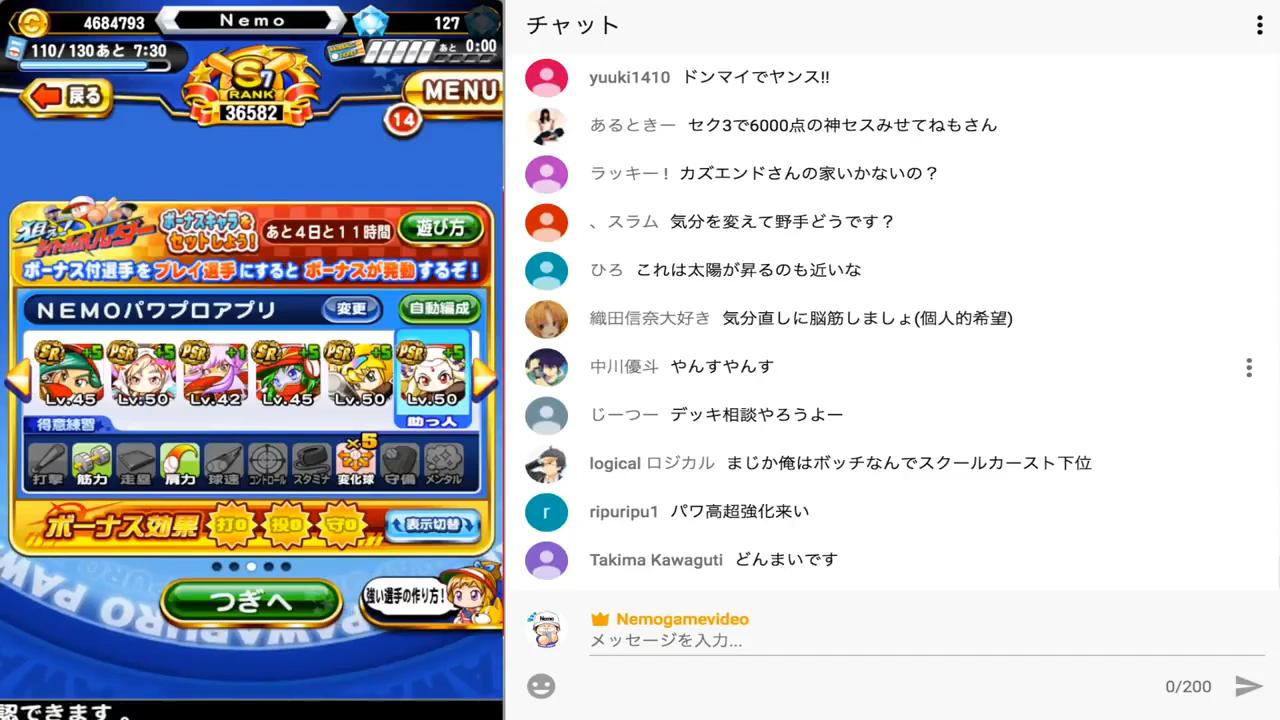 4684793
Nemo
127
110/130 あと 7:30
あと 0:00
戻る
S7
RANK
36582
MENU
14
狙え!タイトルホルダー
ボーナスキャラを
セットしよう!
あと4日と11時間
遊び方
ボーナス付選手をプレイ選手にするとボーナスが発動するぞ!
NEMOパワプロアプリ
変更
自動編成
SR +5 PSR +5 PSR +1 SR +5 PSR +5 PSR +5
Lv.45 Lv.50 Lv.42 Lv.45 Lv.50 Lv.50
助っ人
得意練習
×5
打撃 筋力 走塁 肩力 球速 コントロール スタミナ 変化球 守備 メンタル
ボーナス効果 打0 投0 守0 表示切替
つぎへ
強い選手の作り方!
POWAPURO
認できます。
チャット
yuuki1410 ドンマイでヤンス!!
あるときー セク3で6000点の神セスみせてねもさん
ラッキー! カズエンドさんの家いかないの?
、スラム 気分を変えて野手どうです?
ひろ これは太陽が昇るのも近いな
織田信奈大好き 気分直しに脳筋しましょ(個人的希望)
中川優斗 やんすやんす
じーつー デッキ相談やろうよー
logical ロジカル まじか俺はボッチなんでスクールカースト下位
r
ripuripu1 パワ高超強化来い
Takima Kawaguti どんまいです
Nemogamevideo
メッセージを入力...
0/200